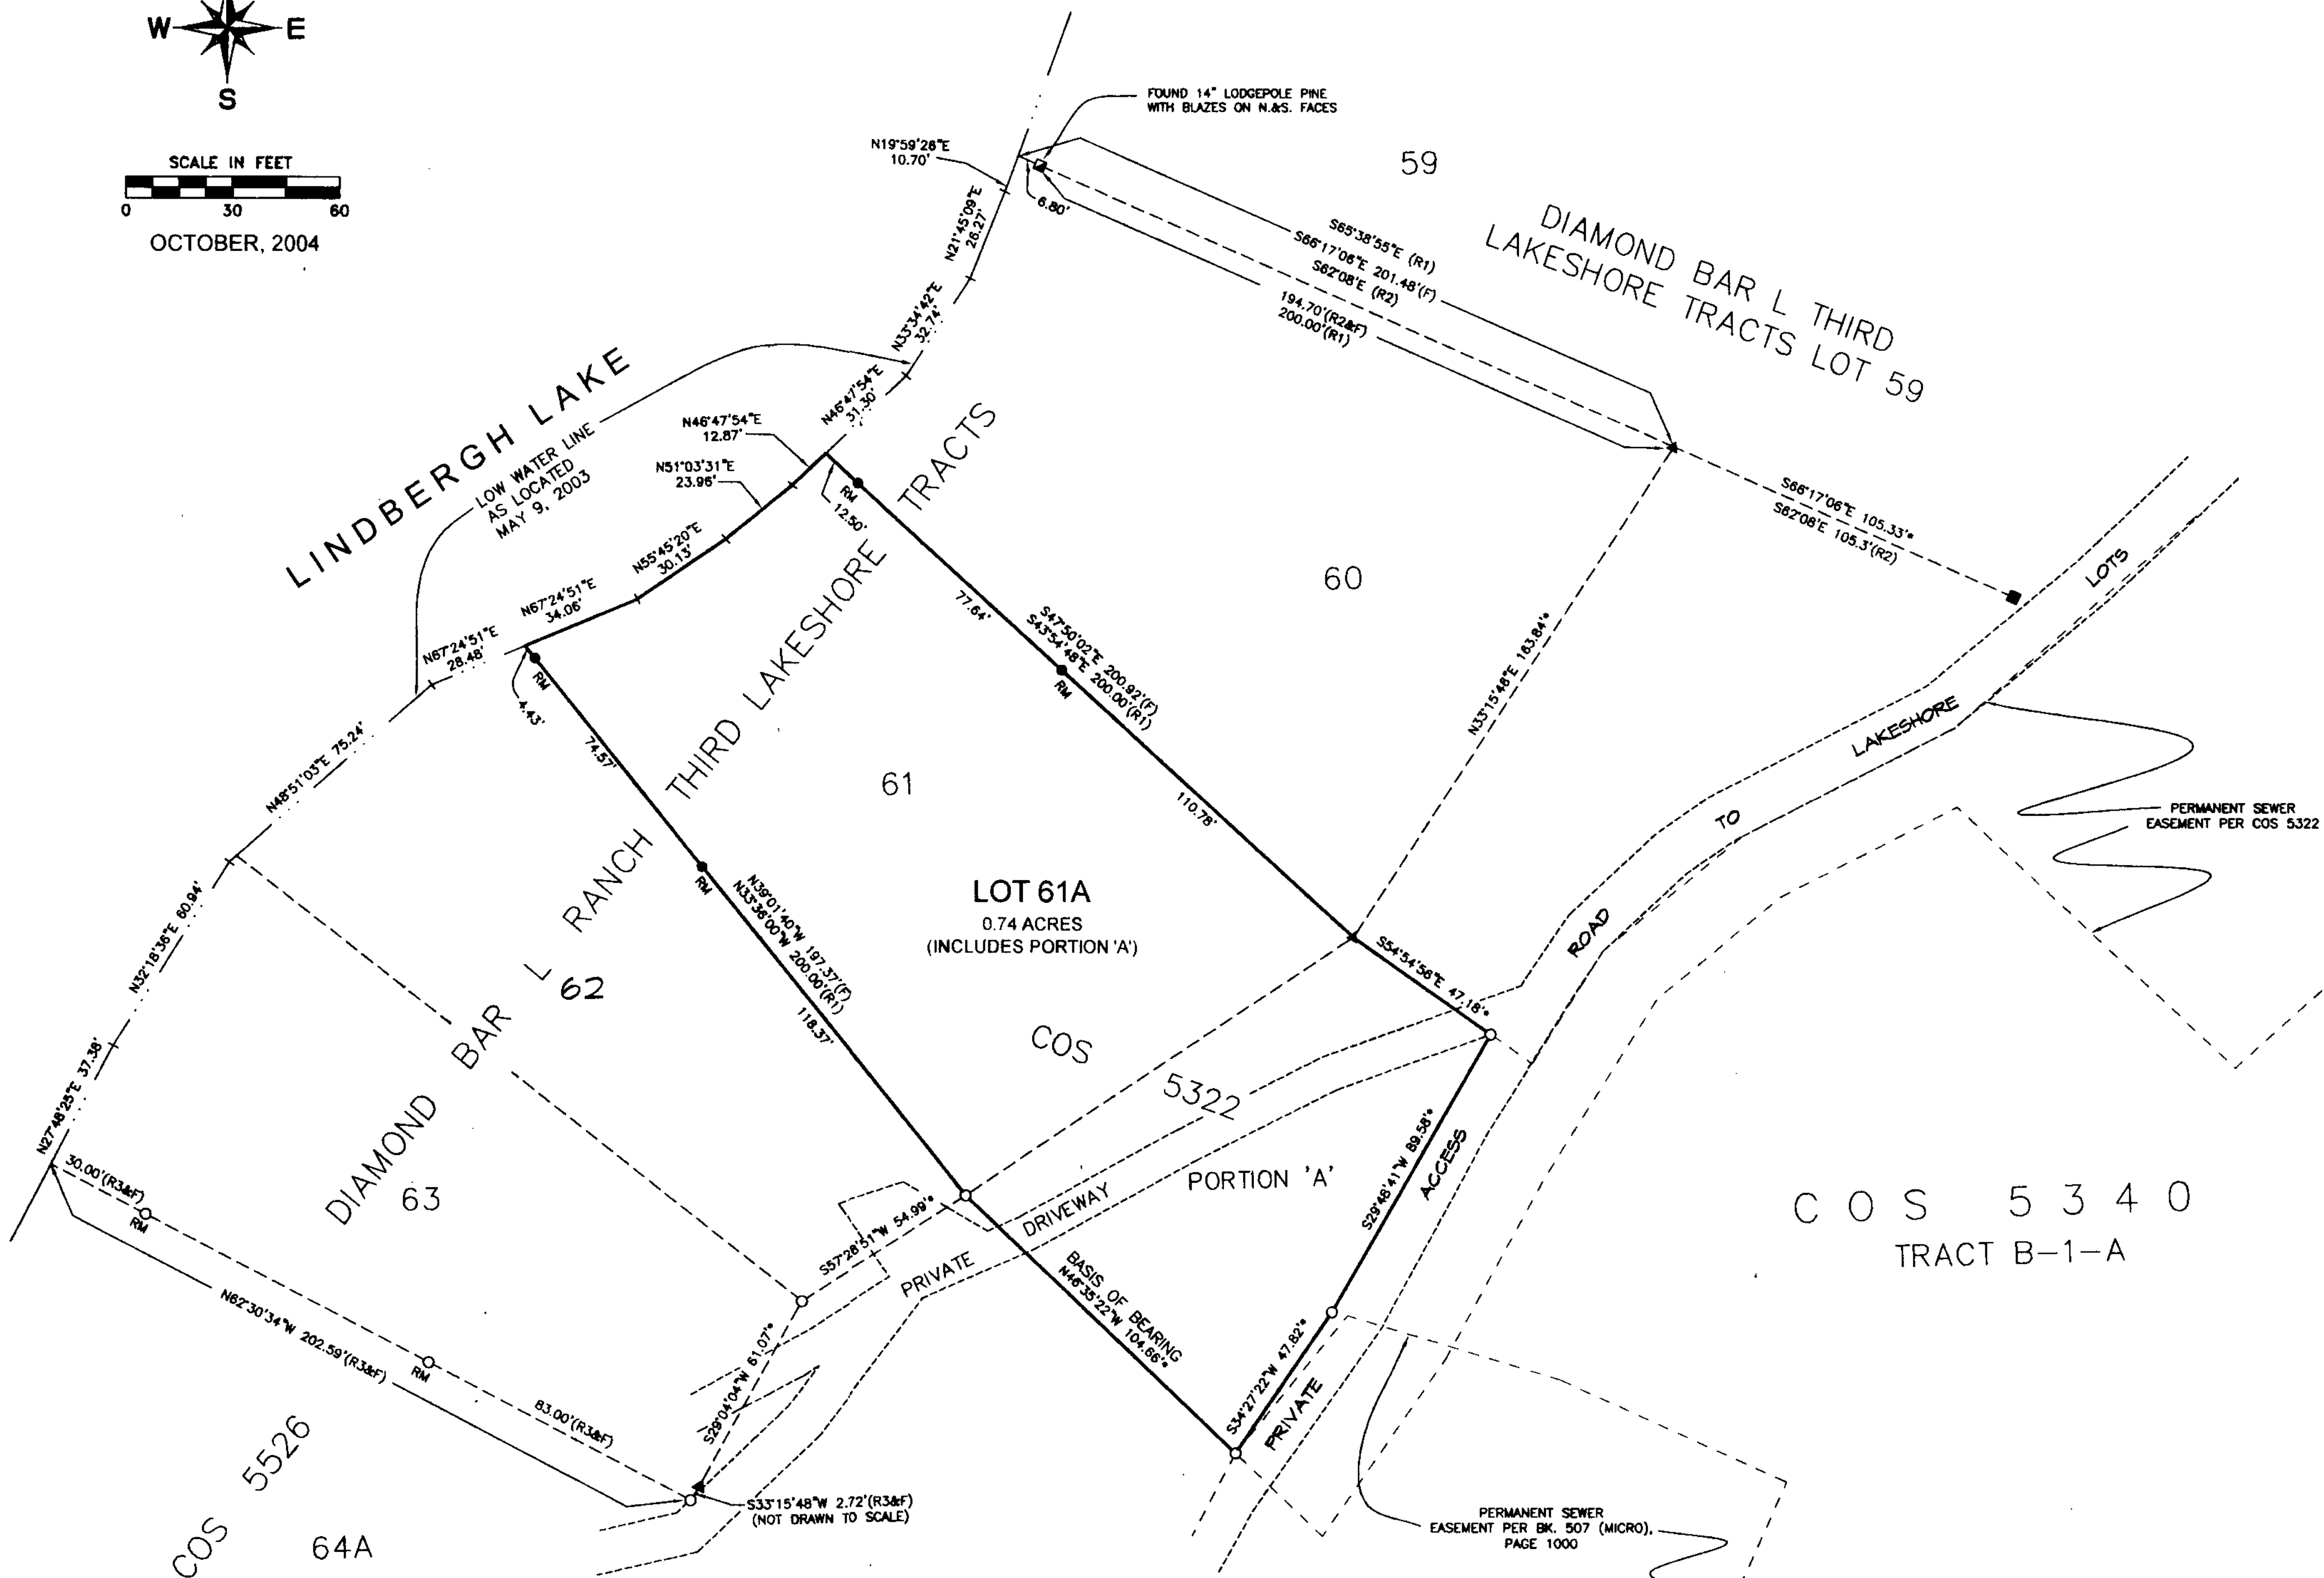 W E
S
SCALE IN FEET
0 30 60
OCTOBER, 2004
FOUND 14" LODGEPOLE PINE
WITH BLAZES ON N.&S. FACES
N19°59'26"E
10.70'
6.80'
59
DIAMOND BAR L THIRD
LAKESHORE TRACTS LOT 59
S65°38'55"E (R1)
S66°17'06"E 201.48'(F)
S62°08'E (R2)
194.70'(R2&F)
200.00'(R1)
N21°45'09"E
26.27'
N33°34'42"E
32.74'
N46°47'54"E
31.30'
LINDBERGH LAKE
LOW WATER LINE
AS LOCATED
MAY 9, 2003
N46°47'54"E
12.87'
N51°03'31"E
23.96'
N55°45'20"E
30.13'
N67°24'51"E
34.06'
N67°24'51"E
28.48'
N48°51'03"E 75.24'
N32°18'36"E 60.94'
N27°48'25"E 37.38'
RM
12.50'
77.64'
RM
S47°50'02"E 200.92'(F)
S43°54'48"E 200.00'(R1)
110.78'
60
N33°15'48"E 163.84'*
S66°17'06"E 105.33'*
S62°08'E 105.3'(R2)
PRIVATE ACCESS ROAD TO LAKESHORE LOTS
PERMANENT SEWER
EASEMENT PER COS 5322
RM
4.43'
74.57'
RM
N39°01'40"W 197.37'(F)
N33°36'00"W 200.00'(R1)
118.37'
DIAMOND BAR L RANCH THIRD LAKESHORE TRACTS
61
LOT 61A
0.74 ACRES
(INCLUDES PORTION 'A')
COS 5322
S54°54'56"E 47.18'*
62
63
PORTION 'A'
PRIVATE DRIVEWAY
S29°48'41"W 89.58'*
S34°27'22"W 47.82'*
BASIS OF BEARING
N46°35'22"W 104.66'*
S57°28'51"W 54.99'*
S29°04'04"W 61.07'*
30.00'(R3&F)
RM
N62°30'34"W 202.59'(R3&F)
RM
83.00'(R3&F)
S33°15'48"W 2.72'(R3&F)
(NOT DRAWN TO SCALE)
COS 5526
64A
COS 5340
TRACT B-1-A
PERMANENT SEWER
EASEMENT PER BK. 507 (MICRO),
PAGE 1000